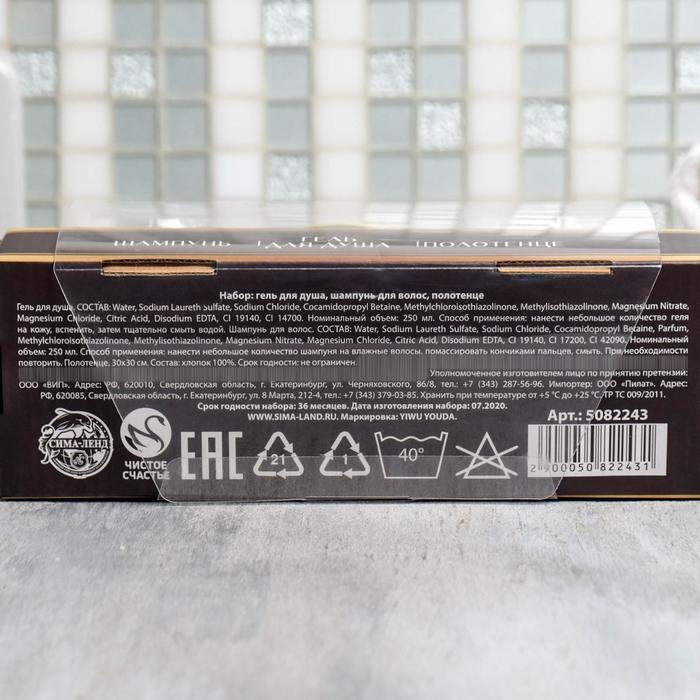 ШАМПУНЬ | ГЕЛЬ ДЛЯ ДУША | ПОЛОТЕНЦЕ
Набор: гель для душа, шампунь для волос, полотенце
Гель для душа. СОСТАВ: Water, Sodium Laureth Sulfate, Sodium Chloride, Cocamidopropyl Betaine, Methylchloroisothiazolinone, Methylisothiazolinone, Magnesium Nitrate,
Magnesium Chloride, Citric Acid, Disodium EDTA, CI 19140, CI 14700. Номинальный объем: 250 мл. Способ применения: нанести небольшое количество геля
на кожу, вспенить, затем тщательно смыть водой. Шампунь для волос. СОСТАВ: Water, Sodium Laureth Sulfate, Sodium Chloride, Cocamidopropyl Betaine, Parfum,
Methylchloroisothiazolinone, Methylisothiazolinone, Magnesium Nitrate, Magnesium Chloride, Citric Acid, Disodium EDTA, CI 19140, CI 17200, CI 42090. Номинальный
объем: 250 мл. Способ применения: нанести небольшое количество шампуня на влажные волосы, помассировать кончиками пальцев, смыть. При необходимости
повторить. Полотенце, 30х30 см. Состав: хлопок 100%. Срок годности: не ограничен.
Уполномоченное изготовителем лицо по принятию претензий:
ООО «ВИП». Адрес: РФ, 620010, Свердловская область, г. Екатеринбург, ул. Черняховского, 86/8, тел.: +7 (343) 287-56-96. Импортер: ООО «Пилат». Адрес:
РФ, 620085, Свердловская область, г. Екатеринбург, ул. 8 Марта, 212-4, тел.: +7 (343) 379-03-85. Хранить при температуре от +5 °С до +25 °С. ТР ТС 009/2011.
Срок годности набора: 36 месяцев. Дата изготовления набора: 07.2020.
WWW.SIMA-LAND.RU. Маркировка: YIWU YOUDA.
Арт.: 5082243
СИМА-ЛЕНД
ЧИСТОЕ
СЧАСТЬЕ
EAC
21
1
40°
2 900050 822431